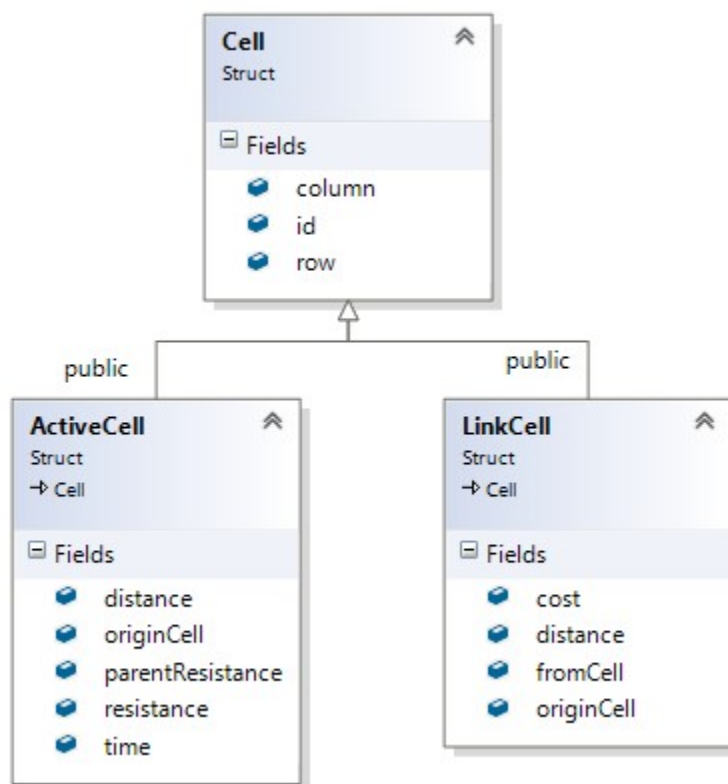 Cell
Struct
Fields
column
id
row
public
public
ActiveCell
Struct
Cell
Fields
distance
originCell
parentResistance
resistance
time
LinkCell
Struct
Cell
Fields
cost
distance
fromCell
originCell